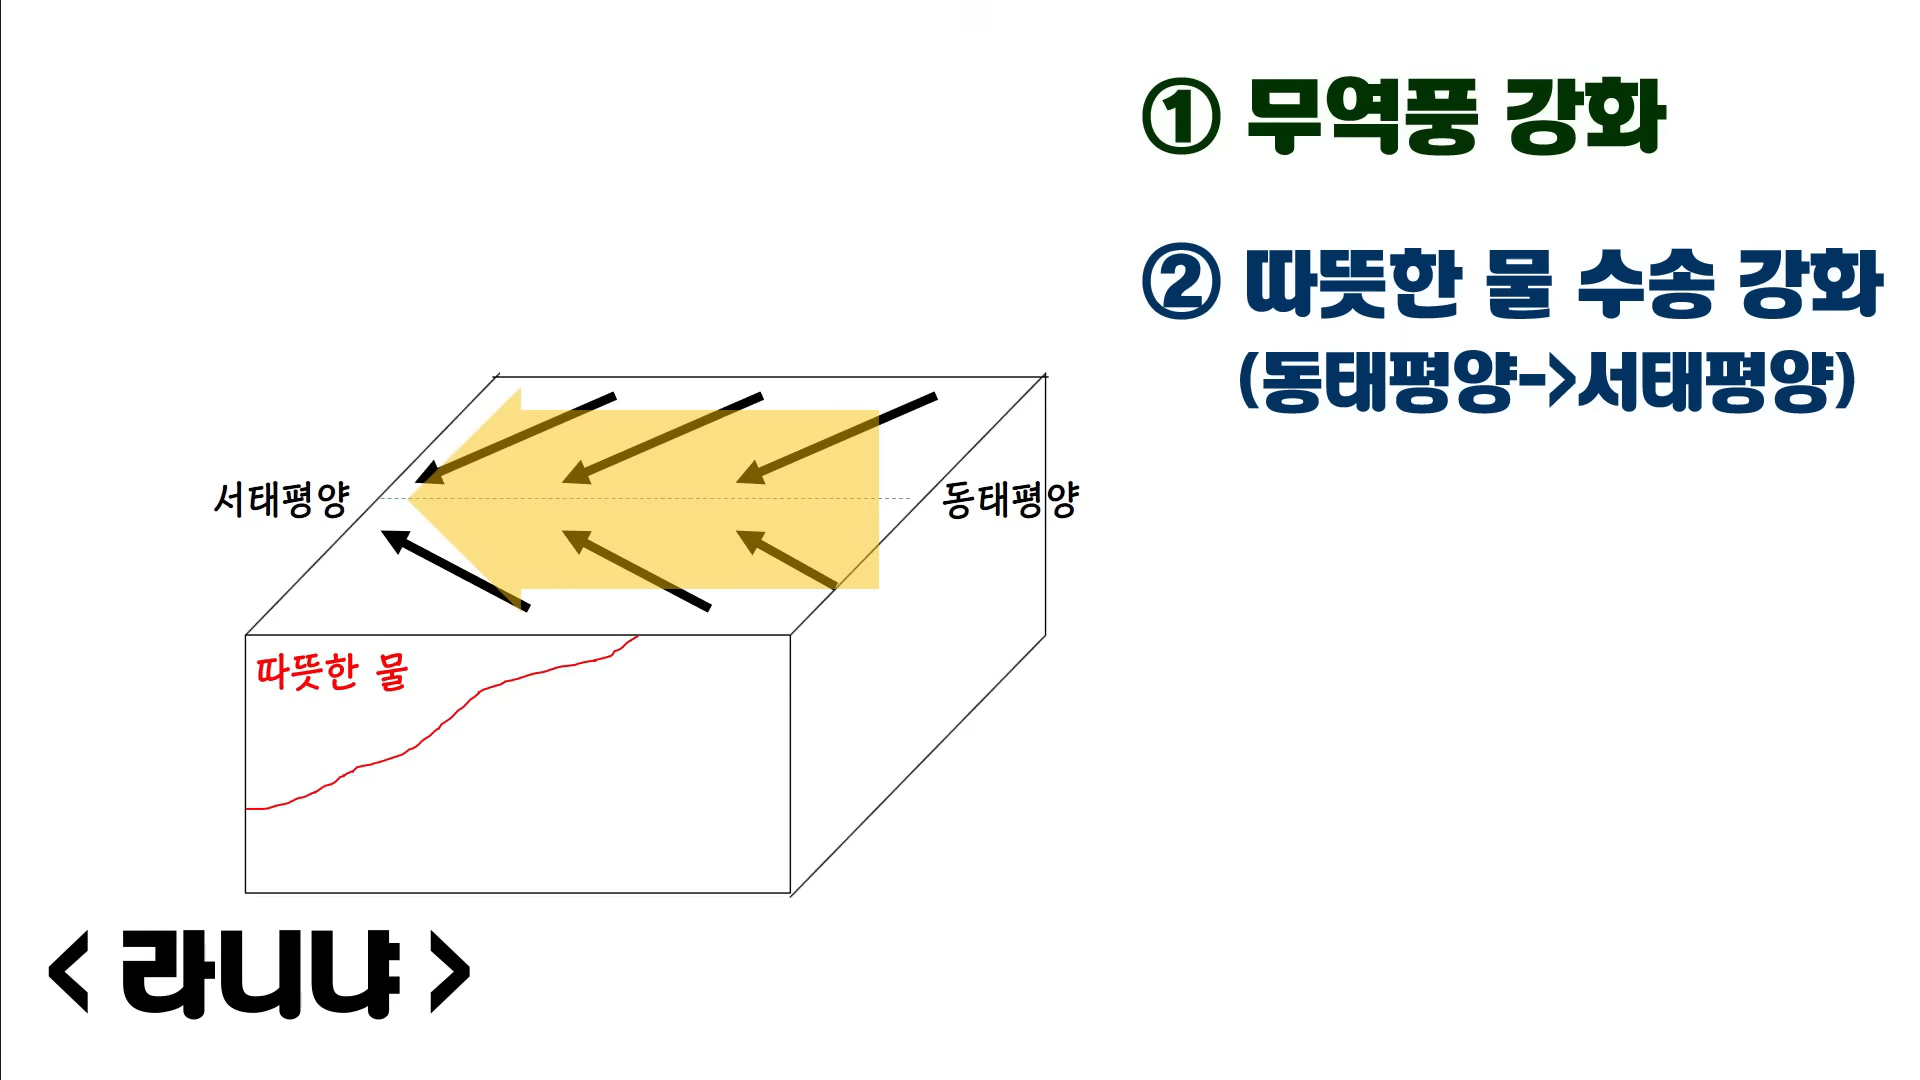 ① 무역풍 강화
② 따뜻한 물 수송 강화
(동태평양->서태평양)
서태평양
동태평양
따뜻한 물
< 라니냐 >